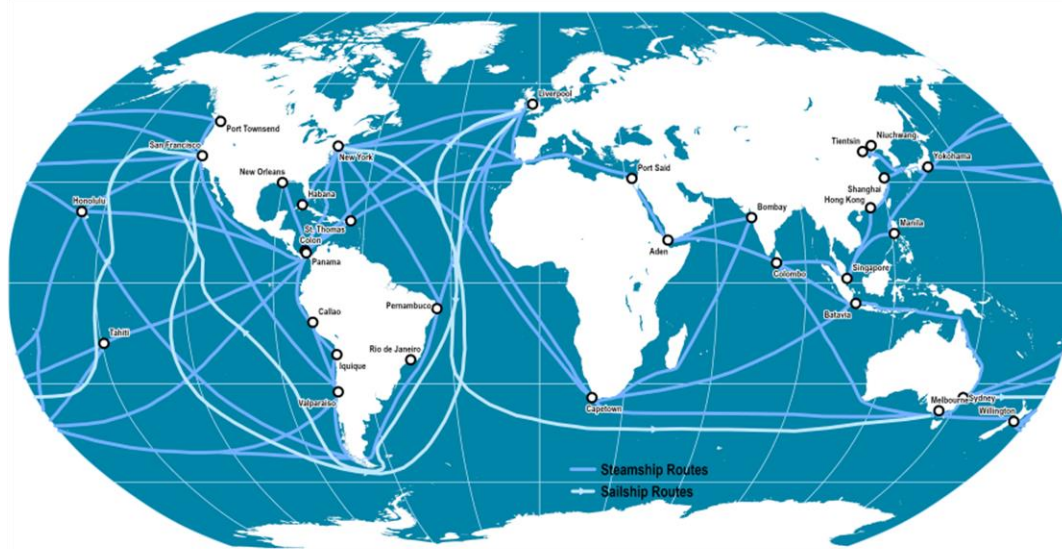 Liverpool
Port Townsend
San Francisco
New York
New Orleans
Habana
Honolulu
St. Thomas
Colon
Panama
Callao
Pernambuce
Tahiti
Rio de Janeiro
Iquique
Valparaiso
Port Said
Aden
Bombay
Colombo
Capetown
Niuchwang
Tientsin
Yokohama
Shanghai
Hong Kong
Manila
Singapore
Batavia
Melbourne
Sydney
Willington
Steamship Routes
Sailship Routes